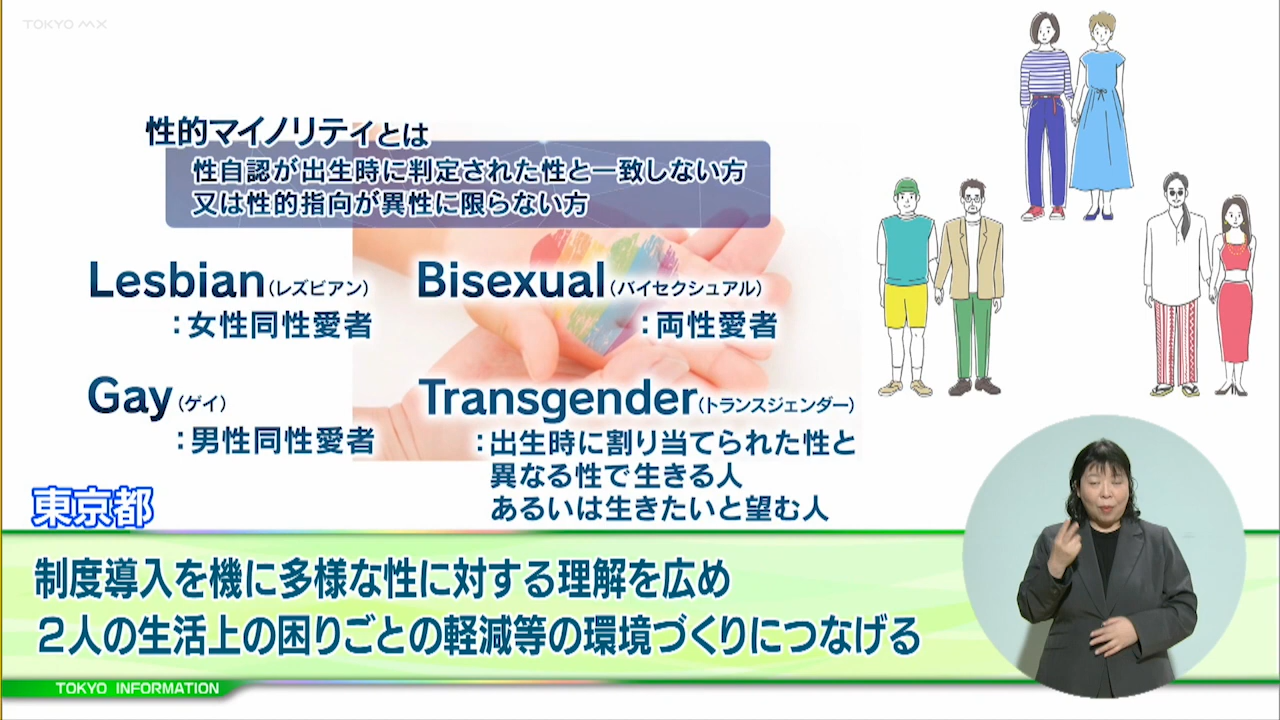 TOKYO MX
性的マイノリティとは
性自認が出生時に判定された性と一致しない方
又は性的指向が異性に限らない方
Lesbian(レズビアン)
：女性同性愛者
Bisexual(バイセクシュアル)
：両性愛者
Gay(ゲイ)
：男性同性愛者
Transgender(トランスジェンダー)
：出生時に割り当てられた性と
異なる性で生きる人
あるいは生きたいと望む人
東京都
制度導入を機に多様な性に対する理解を広め
２人の生活上の困りごとの軽減等の環境づくりにつなげる
TOKYO INFORMATION